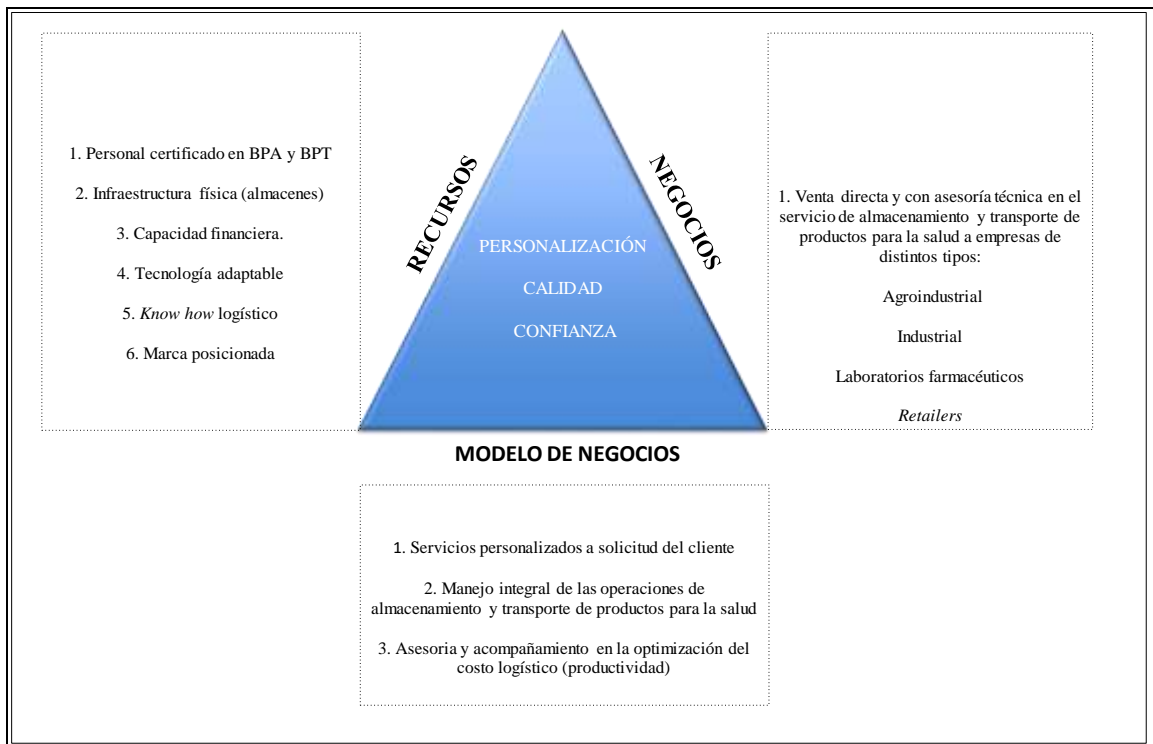 1. Personal certificado en BPA y BPT
2. Infraestructura física (almacenes)
3. Capacidad financiera.
4. Tecnología adaptable
5. Know how logístico
6. Marca posicionada
RECURSOS
PERSONALIZACIÓN
CALIDAD
CONFIANZA
NEGOCIOS
1. Venta directa y con asesoría técnica en el
servicio de almacenamiento y transporte de
productos para la salud a empresas de
distintos tipos:
Agroindustrial
Industrial
Laboratorios farmacéuticos
Retailers
MODELO DE NEGOCIOS
1. Servicios personalizados a solicitud del cliente
2. Manejo integral de las operaciones de
almacenamiento y transporte de productos para la salud
3. Asesoria y acompañamiento en la optimización del
costo logístico (productividad)